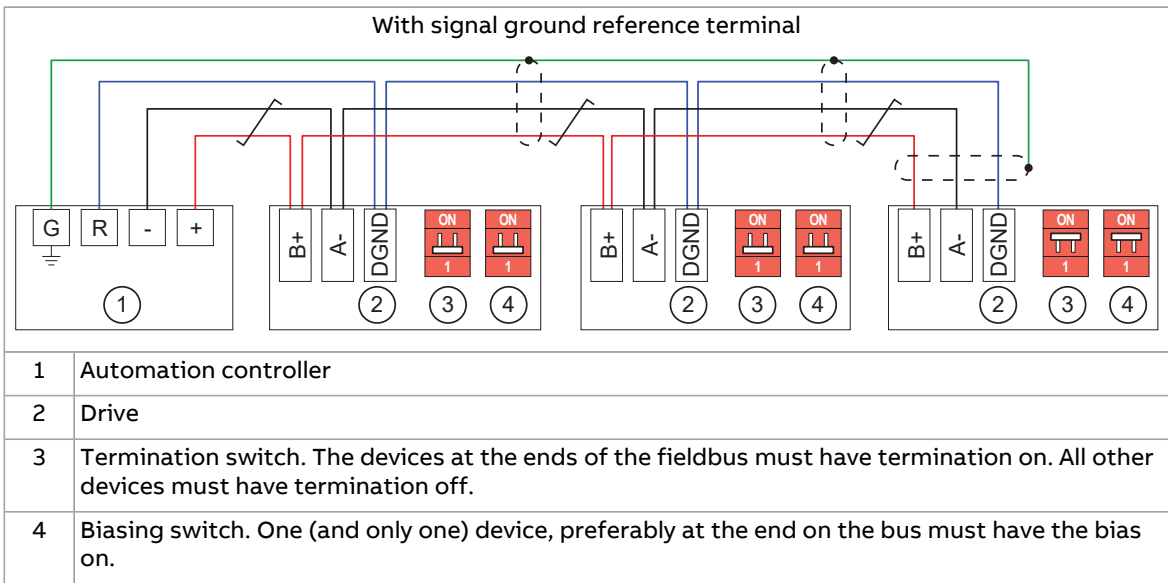 With signal ground reference terminal
G R - +
B+ A- DGND ON ON
B+ A- DGND ON ON
B+ A- DGND ON ON
1 1
1 1
1 1
1
2 3 4
2 3 4
2 3 4
1 Automation controller
2 Drive
3 Termination switch. The devices at the ends of the fieldbus must have termination on. All other
devices must have termination off.
4 Biasing switch. One (and only one) device, preferably at the end on the bus must have the bias
on.